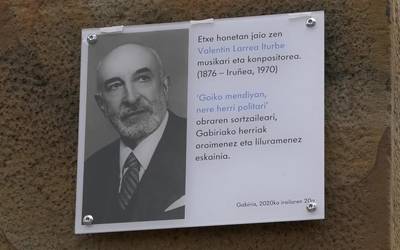 Etxe honetan jaio zen
Valentin Larrea Iturbe
musikari eta konpositorea.
(1876 – Iruñea, 1970)
'Goiko mendiyan,
nere herri politari'
obraren sortzaileari,
Gabiriako herriak
oroimenez eta liluramenez
eskainia.
Gabiria, 2020ko irailaren 20a